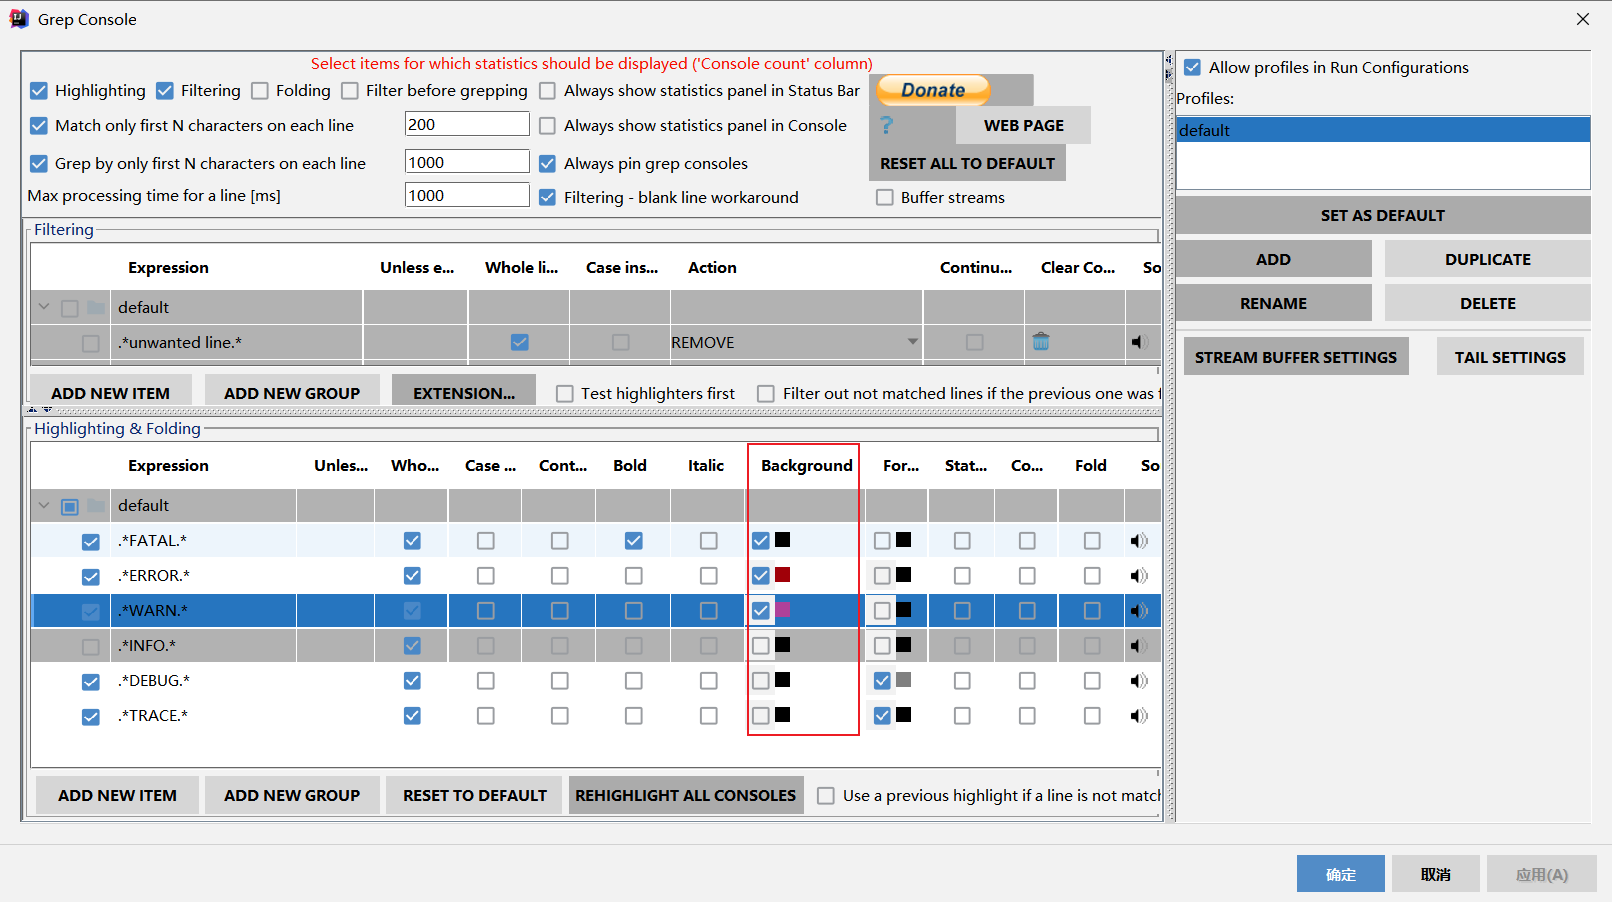 Grep Console
Select items for which statistics should be displayed ('Console count' column)
Highlighting Filtering Folding Filter before grepping Always show statistics panel in Status Bar Donate
Match only first N characters on each line 200 Always show statistics panel in Console ? WEB PAGE
Grep by only first N characters on each line 1000 Always pin grep consoles RESET ALL TO DEFAULT
Max processing time for a line [ms] 1000 Filtering - blank line workaround Buffer streams
Filtering
Expression Unless e... Whole li... Case ins... Action Continu... Clear Co... So
default
.*unwanted line.* REMOVE
ADD NEW ITEM ADD NEW GROUP EXTENSION... Test highlighters first Filter out not matched lines if the previous one was f
Highlighting & Folding
Expression Unles... Who... Case ... Cont... Bold Italic Background For... Stat... Co... Fold So
default
.*FATAL.*
.*ERROR.*
.*WARN.*
.*INFO.*
.*DEBUG.*
.*TRACE.*
ADD NEW ITEM ADD NEW GROUP RESET TO DEFAULT REHIGHLIGHT ALL CONSOLES Use a previous highlight if a line is not match
Allow profiles in Run Configurations
Profiles:
default
SET AS DEFAULT
ADD DUPLICATE
RENAME DELETE
STREAM BUFFER SETTINGS TAIL SETTINGS
确定 取消 应用(A)